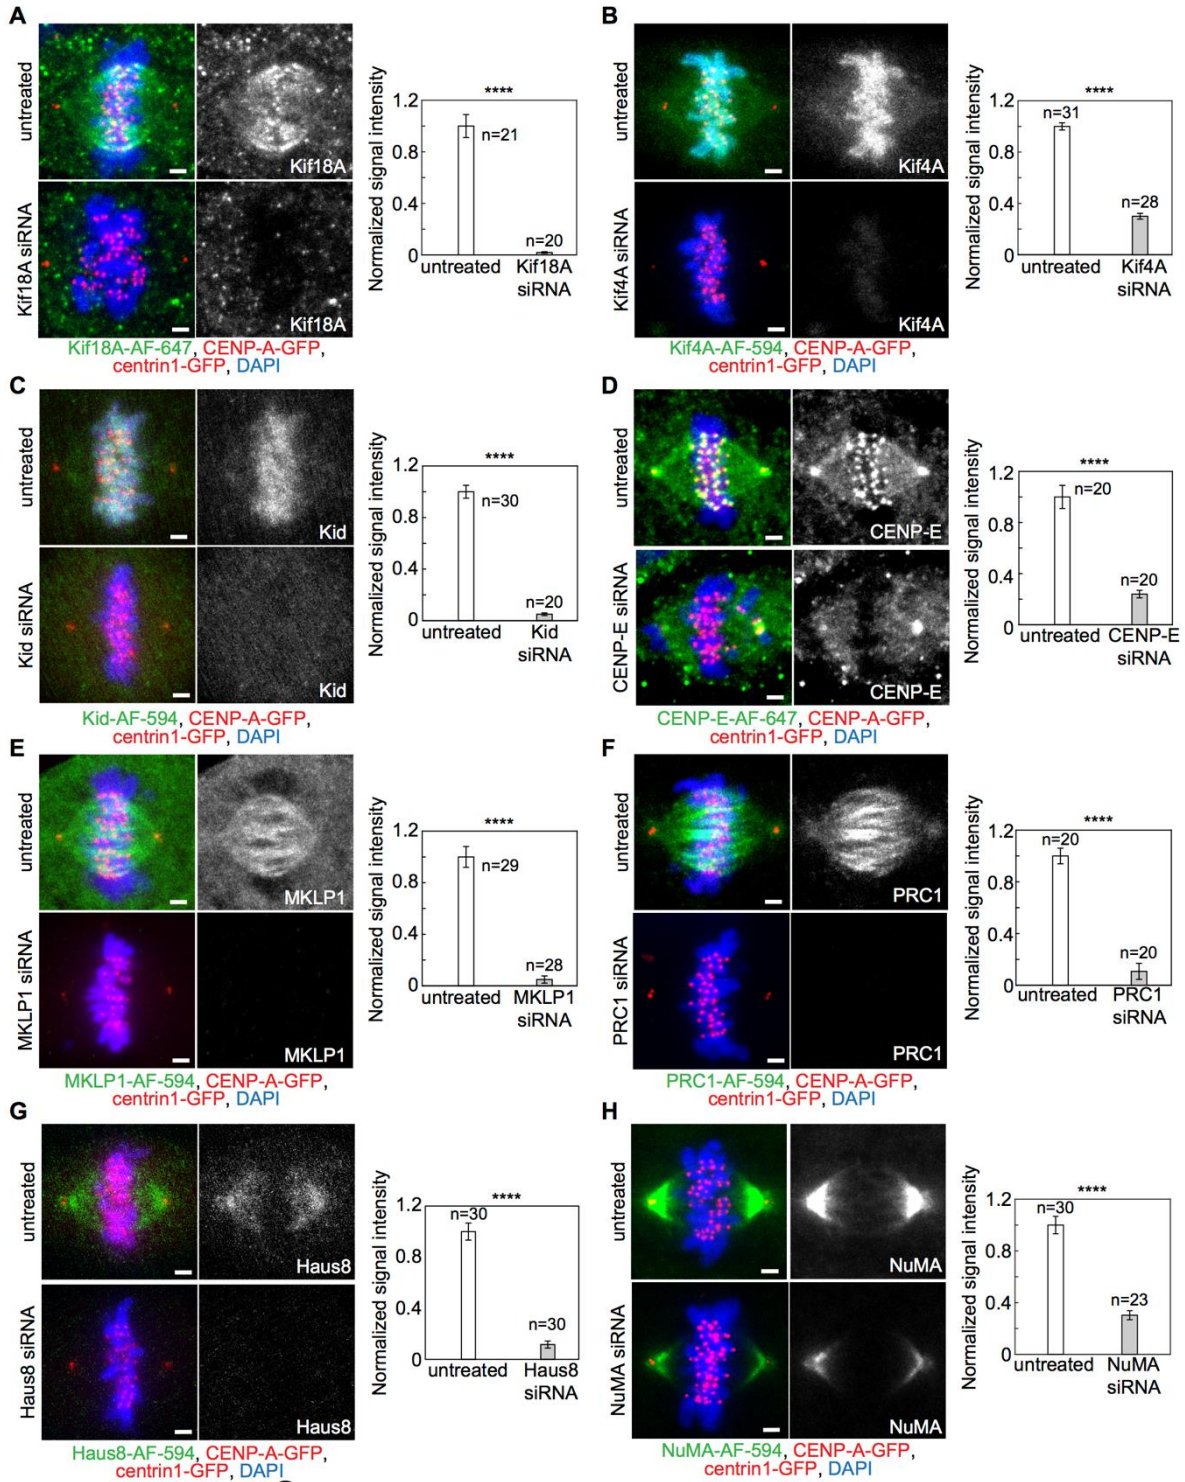 A
untreated
Kif18A
Kif18A siRNA
Kif18A
Kif18A-AF-647, CENP-A-GFP,
centrin1-GFP, DAPI
Normalized signal intensity
1.2
0.8
0.4
0
****
n=21
n=20
untreated Kif18A
siRNA
B
untreated
Kif4A
Kif4A siRNA
Kif4A
Kif4A-AF-594, CENP-A-GFP,
centrin1-GFP, DAPI
Normalized signal intensity
1.2
0.8
0.4
0
****
n=31
n=28
untreated Kif4A
siRNA
C
untreated
Kid
Kid siRNA
Kid
Kid-AF-594, CENP-A-GFP,
centrin1-GFP, DAPI
Normalized signal intensity
1.2
0.8
0.4
0
****
n=30
n=20
untreated Kid
siRNA
D
untreated
CENP-E
CENP-E siRNA
CENP-E
CENP-E-AF-647, CENP-A-GFP,
centrin1-GFP, DAPI
Normalized signal intensity
1.2
0.8
0.4
0
****
n=20
n=20
untreated CENP-E
siRNA
E
untreated
MKLP1
MKLP1 siRNA
MKLP1
MKLP1-AF-594, CENP-A-GFP,
centrin1-GFP, DAPI
Normalized signal intensity
1.2
0.8
0.4
0
****
n=29
n=28
untreated MKLP1
siRNA
F
untreated
PRC1
PRC1 siRNA
PRC1
PRC1-AF-594, CENP-A-GFP,
centrin1-GFP, DAPI
Normalized signal intensity
1.2
0.8
0.4
0
****
n=20
n=20
untreated PRC1
siRNA
G
untreated
Haus8
Haus8 siRNA
Haus8
Haus8-AF-594, CENP-A-GFP,
centrin1-GFP, DAPI
Normalized signal intensity
1.2
0.8
0.4
0
****
n=30
n=30
untreated Haus8
siRNA
H
untreated
NuMA
NuMA siRNA
NuMA
NuMA-AF-594, CENP-A-GFP,
centrin1-GFP, DAPI
Normalized signal intensity
1.2
0.8
0.4
0
****
n=30
n=23
untreated NuMA
siRNA